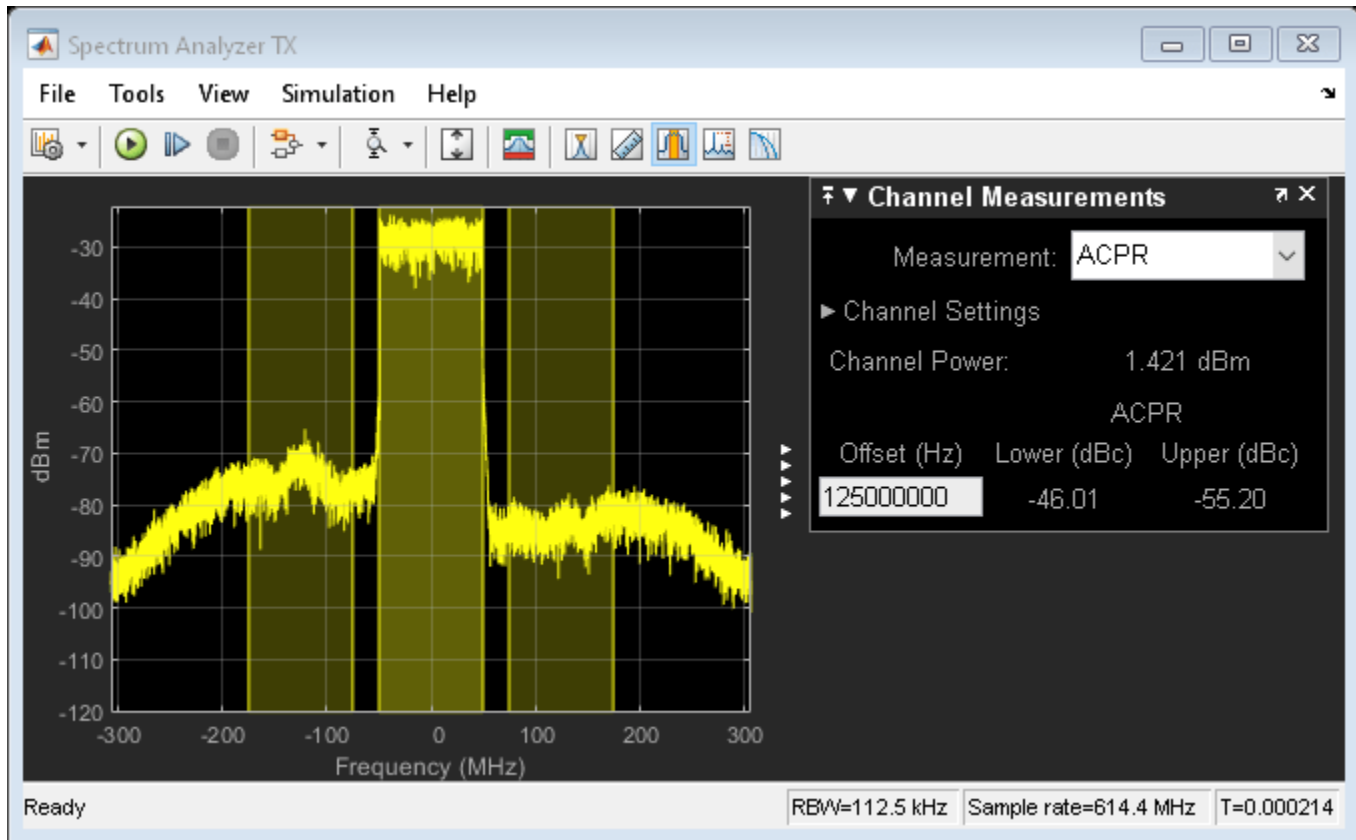 Spectrum Analyzer TX
File Tools View Simulation Help
Channel Measurements
Measurement: ACPR
Channel Settings
Channel Power: 1.421 dBm
ACPR
Offset (Hz) Lower (dBc) Upper (dBc)
125000000 -46.01 -55.20
-30
-40
-50
-60
-70
-80
-90
-100
-110
-120
dBm
-300 -200 -100 0 100 200 300
Frequency (MHz)
Ready RBW=112.5 kHz Sample rate=614.4 MHz T=0.000214